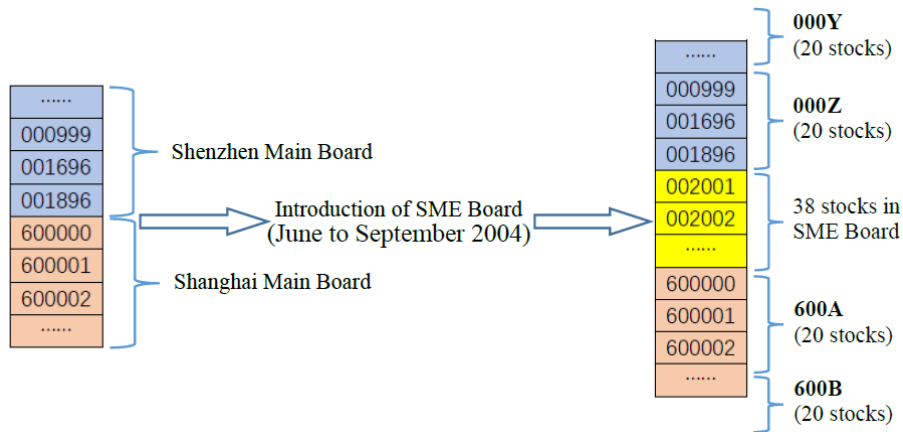 ……
000999
001696
001896
600000
600001
600002
……
Shenzhen Main Board
Shanghai Main Board
Introduction of SME Board
(June to September 2004)
……
000999
001696
001896
002001
002002
……
600000
600001
600002
……
000Y
(20 stocks)
000Z
(20 stocks)
38 stocks in
SME Board
600A
(20 stocks)
600B
(20 stocks)